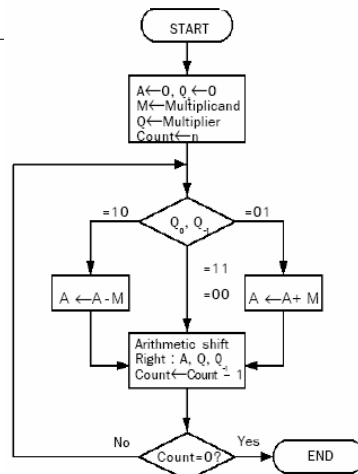 START
A←0, Q₋₁←0
M←Multiplicand
Q←Multiplier
Count←n
=10
Q₀, Q₋₁
=01
=11
=00
A ←A-M
A ←A+ M
Arithmetic shift
Right : A, Q, Q₋₁
Count←Count - 1
No
Count=0?
Yes
END